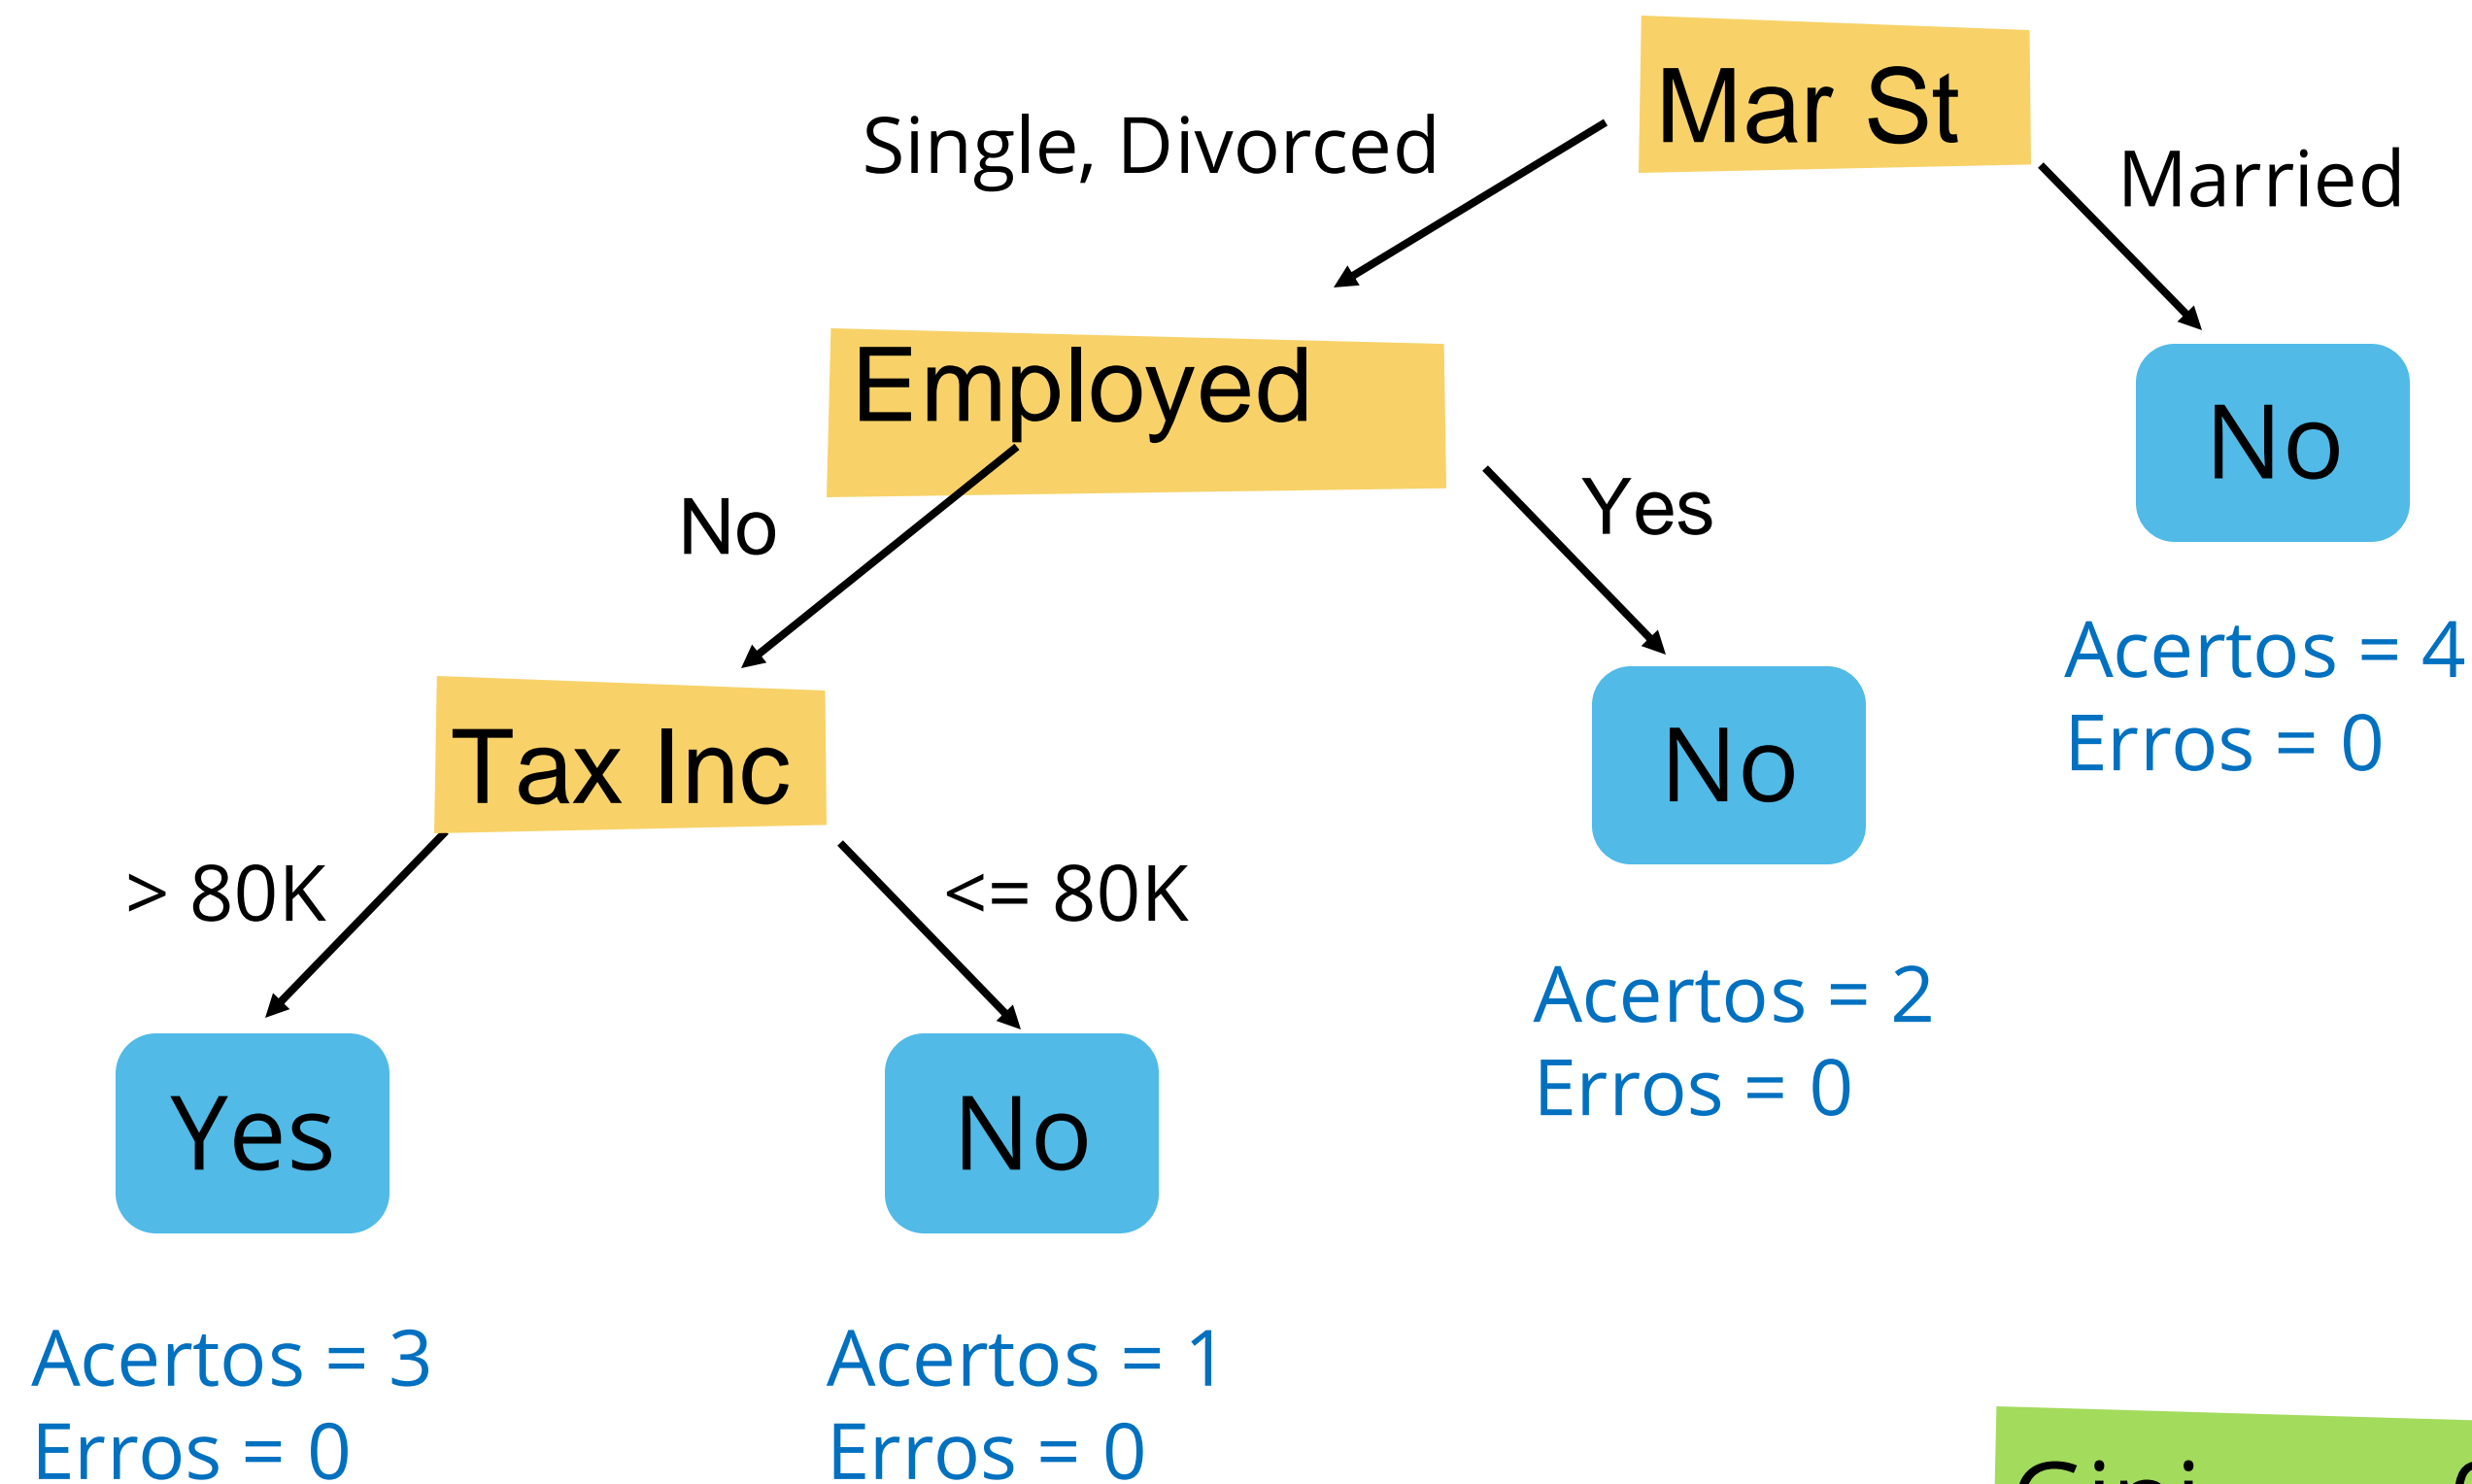 Mar St
Single, Divorced
Married
Employed
No
No
Yes
Acertos = 4
Erros = 0
Tax Inc
No
> 80K
<= 80K
Acertos = 2
Erros = 0
Yes
No
Acertos = 3
Erros = 0
Acertos = 1
Erros = 0